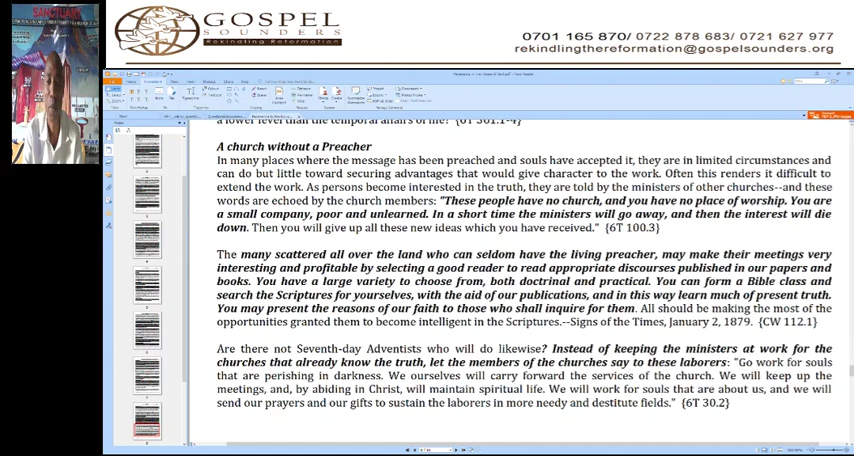 SANCTUARY
GOSPEL
SOUNDERS
Rekindling Reformation
0701 165 870/ 0722 878 683/ 0721 627 977
rekindlingthereformation@gospelsounders.org
a lower level than the temporal affairs of life? {6T 301.1-4}
A church without a Preacher
In many places where the message has been preached and souls have accepted it, they are in limited circumstances and
can do but little toward securing advantages that would give character to the work. Often this renders it difficult to
extend the work. As persons become interested in the truth, they are told by the ministers of other churches--and these
words are echoed by the church members: "These people have no church, and you have no place of worship. You are
a small company, poor and unlearned. In a short time the ministers will go away, and then the interest will die
down. Then you will give up all these new ideas which you have received." {6T 100.3}
The many scattered all over the land who can seldom have the living preacher, may make their meetings very
interesting and profitable by selecting a good reader to read appropriate discourses published in our papers and
books. You have a large variety to choose from, both doctrinal and practical. You can form a Bible class and
search the Scriptures for yourselves, with the aid of our publications, and in this way learn much of present truth.
You may present the reasons of our faith to those who shall inquire for them. All should be making the most of the
opportunities granted them to become intelligent in the Scriptures.--Signs of the Times, January 2, 1879. {CW 112.1}
Are there not Seventh-day Adventists who will do likewise? Instead of keeping the ministers at work for the
churches that already know the truth, let the members of the churches say to these laborers: "Go work for souls
that are perishing in darkness. We ourselves will carry forward the services of the church. We will keep up the
meetings, and, by abiding in Christ, will maintain spiritual life. We will work for souls that are about us, and we will
send our prayers and our gifts to sustain the laborers in more needy and destitute fields." {6T 30.2}